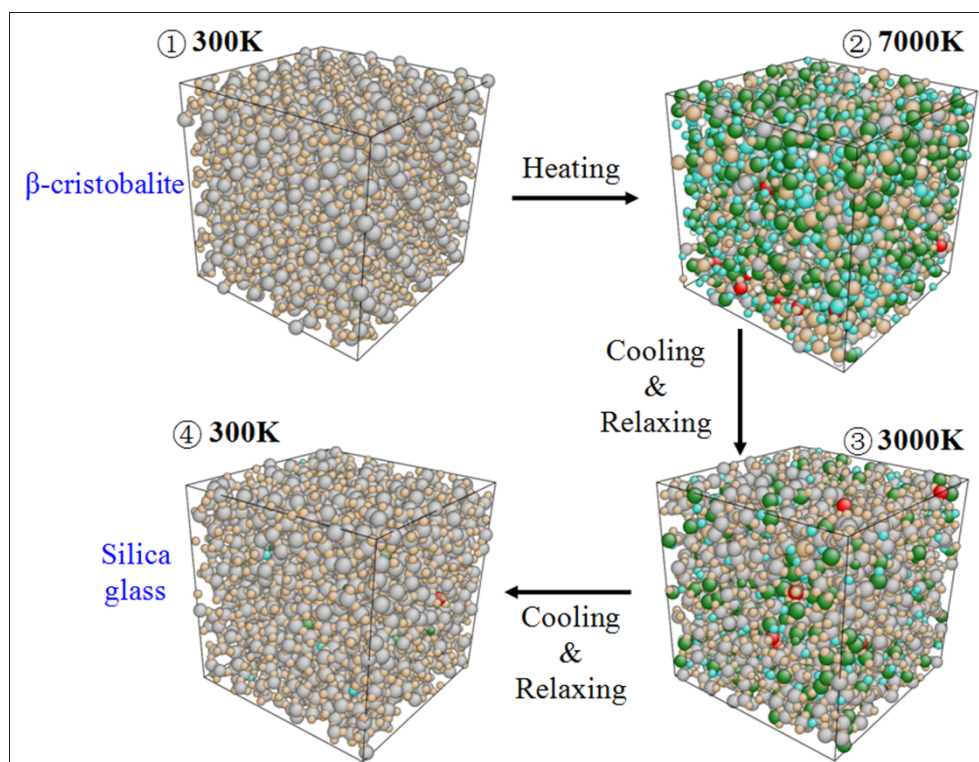 ① 300K
② 7000K
β-cristobalite
Heating
Cooling
&
Relaxing
④ 300K
③ 3000K
Silica
glass
Cooling
&
Relaxing